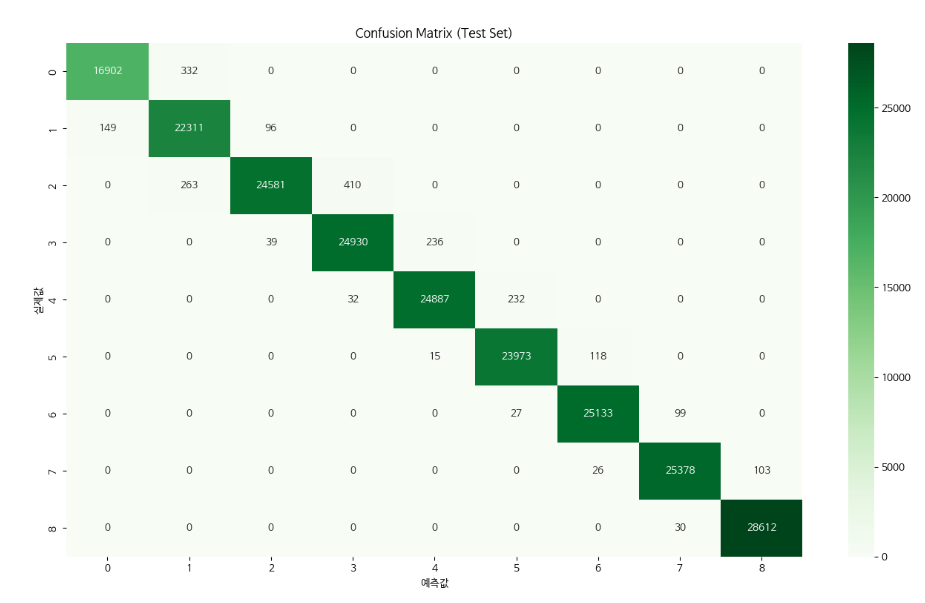 Confusion Matrix (Test Set)
0 16902 332 0 0 0 0 0 0 0
1 149 22311 96 0 0 0 0 0 0
2 0 263 24581 410 0 0 0 0 0
3 0 0 39 24930 236 0 0 0 0
4 0 0 0 32 24887 232 0 0 0
5 0 0 0 0 15 23973 118 0 0
6 0 0 0 0 0 27 25133 99 0
7 0 0 0 0 0 0 26 25378 103
8 0 0 0 0 0 0 0 30 28612
0 1 2 3 4 5 6 7 8
실제값
예측값
25000
20000
15000
10000
5000
0